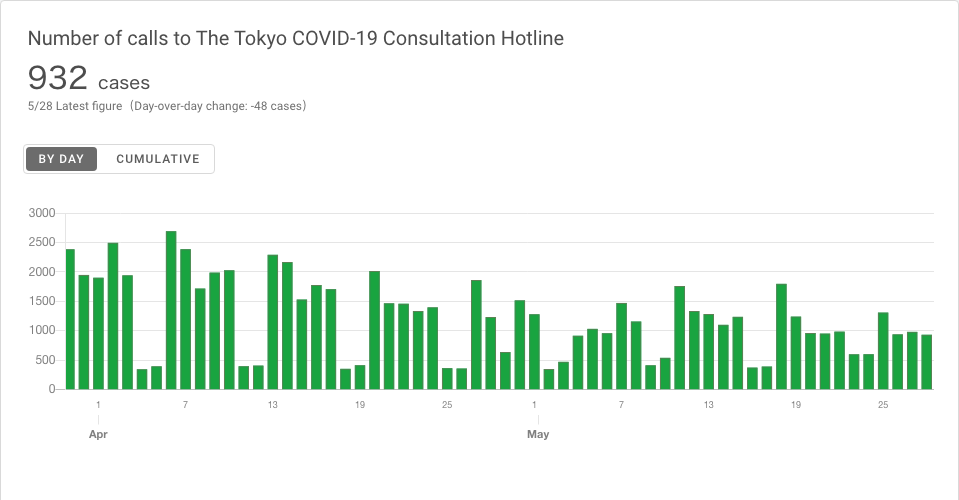 Number of calls to The Tokyo COVID-19 Consultation Hotline
932 cases
5/28 Latest figure（Day-over-day change: -48 cases）
BY DAY CUMULATIVE
3000
2500
2000
1500
1000
500
0
1 7 13 19 25 1 7 13 19 25
Apr May